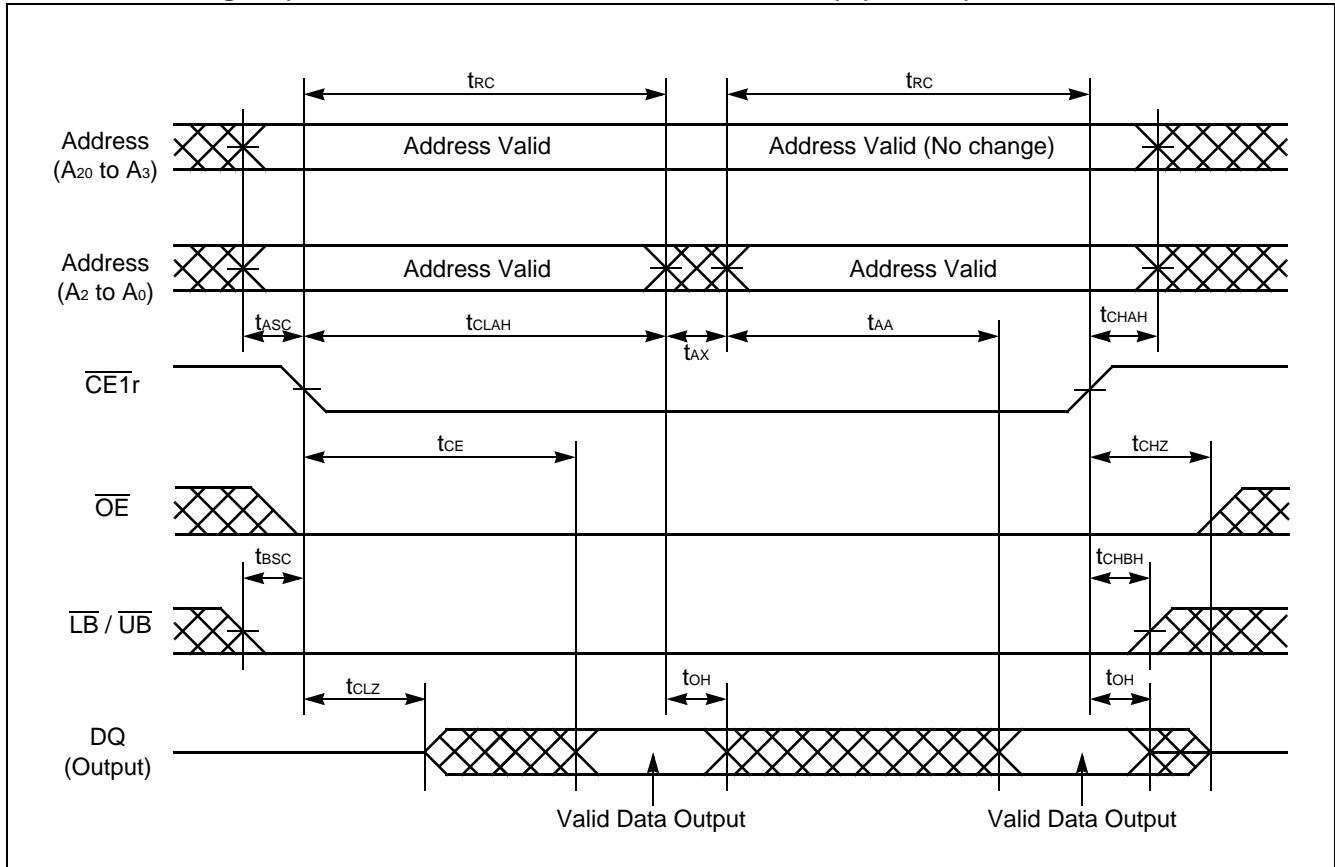 tRC tRC
Address
(A20 to A3)
Address Valid Address Valid (No change)
Address
(A2 to A0)
Address Valid Address Valid
tASC tCLAH tAX tAA tCHAH
CE1r
tCE tCHZ
OE
tBSC tCHBH
LB / UB
tCLZ tOH tOH
DQ
(Output)
Valid Data Output Valid Data Output